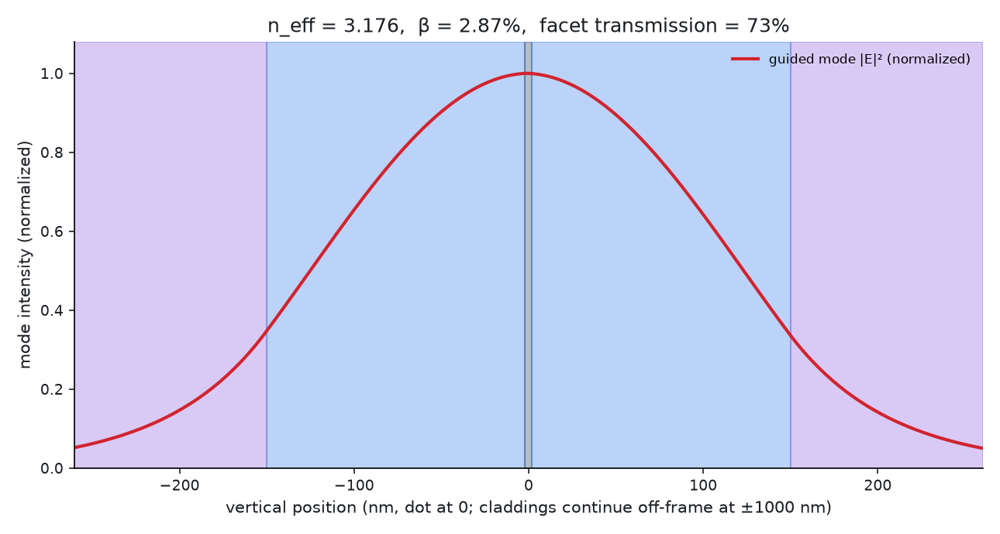 n_eff = 3.176,  β = 2.87%,  facet transmission = 73%
guided mode |E|² (normalized)
mode intensity (normalized)
1.0
0.8
0.6
0.4
0.2
0.0
−200 −100 0 100 200
vertical position (nm, dot at 0; claddings continue off-frame at ±1000 nm)